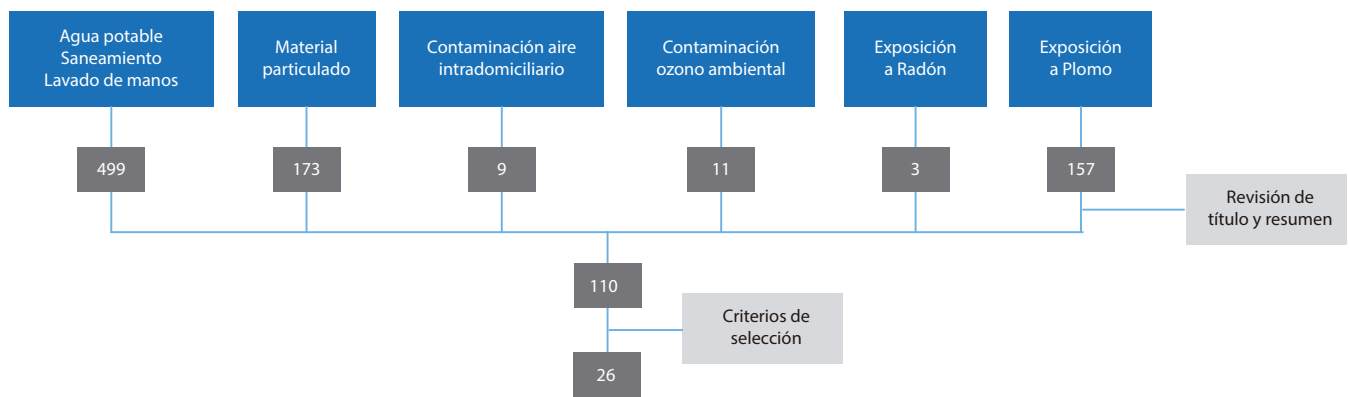 Agua potable
Saneamiento
Lavado de manos
Material
particulado
Contaminación aire
intradomiciliario
Contaminación
ozono ambiental
Exposición
a Radón
Exposición
a Plomo
499
173
9
11
3
157
Revisión de
título y resumen
110
Criterios de
selección
26